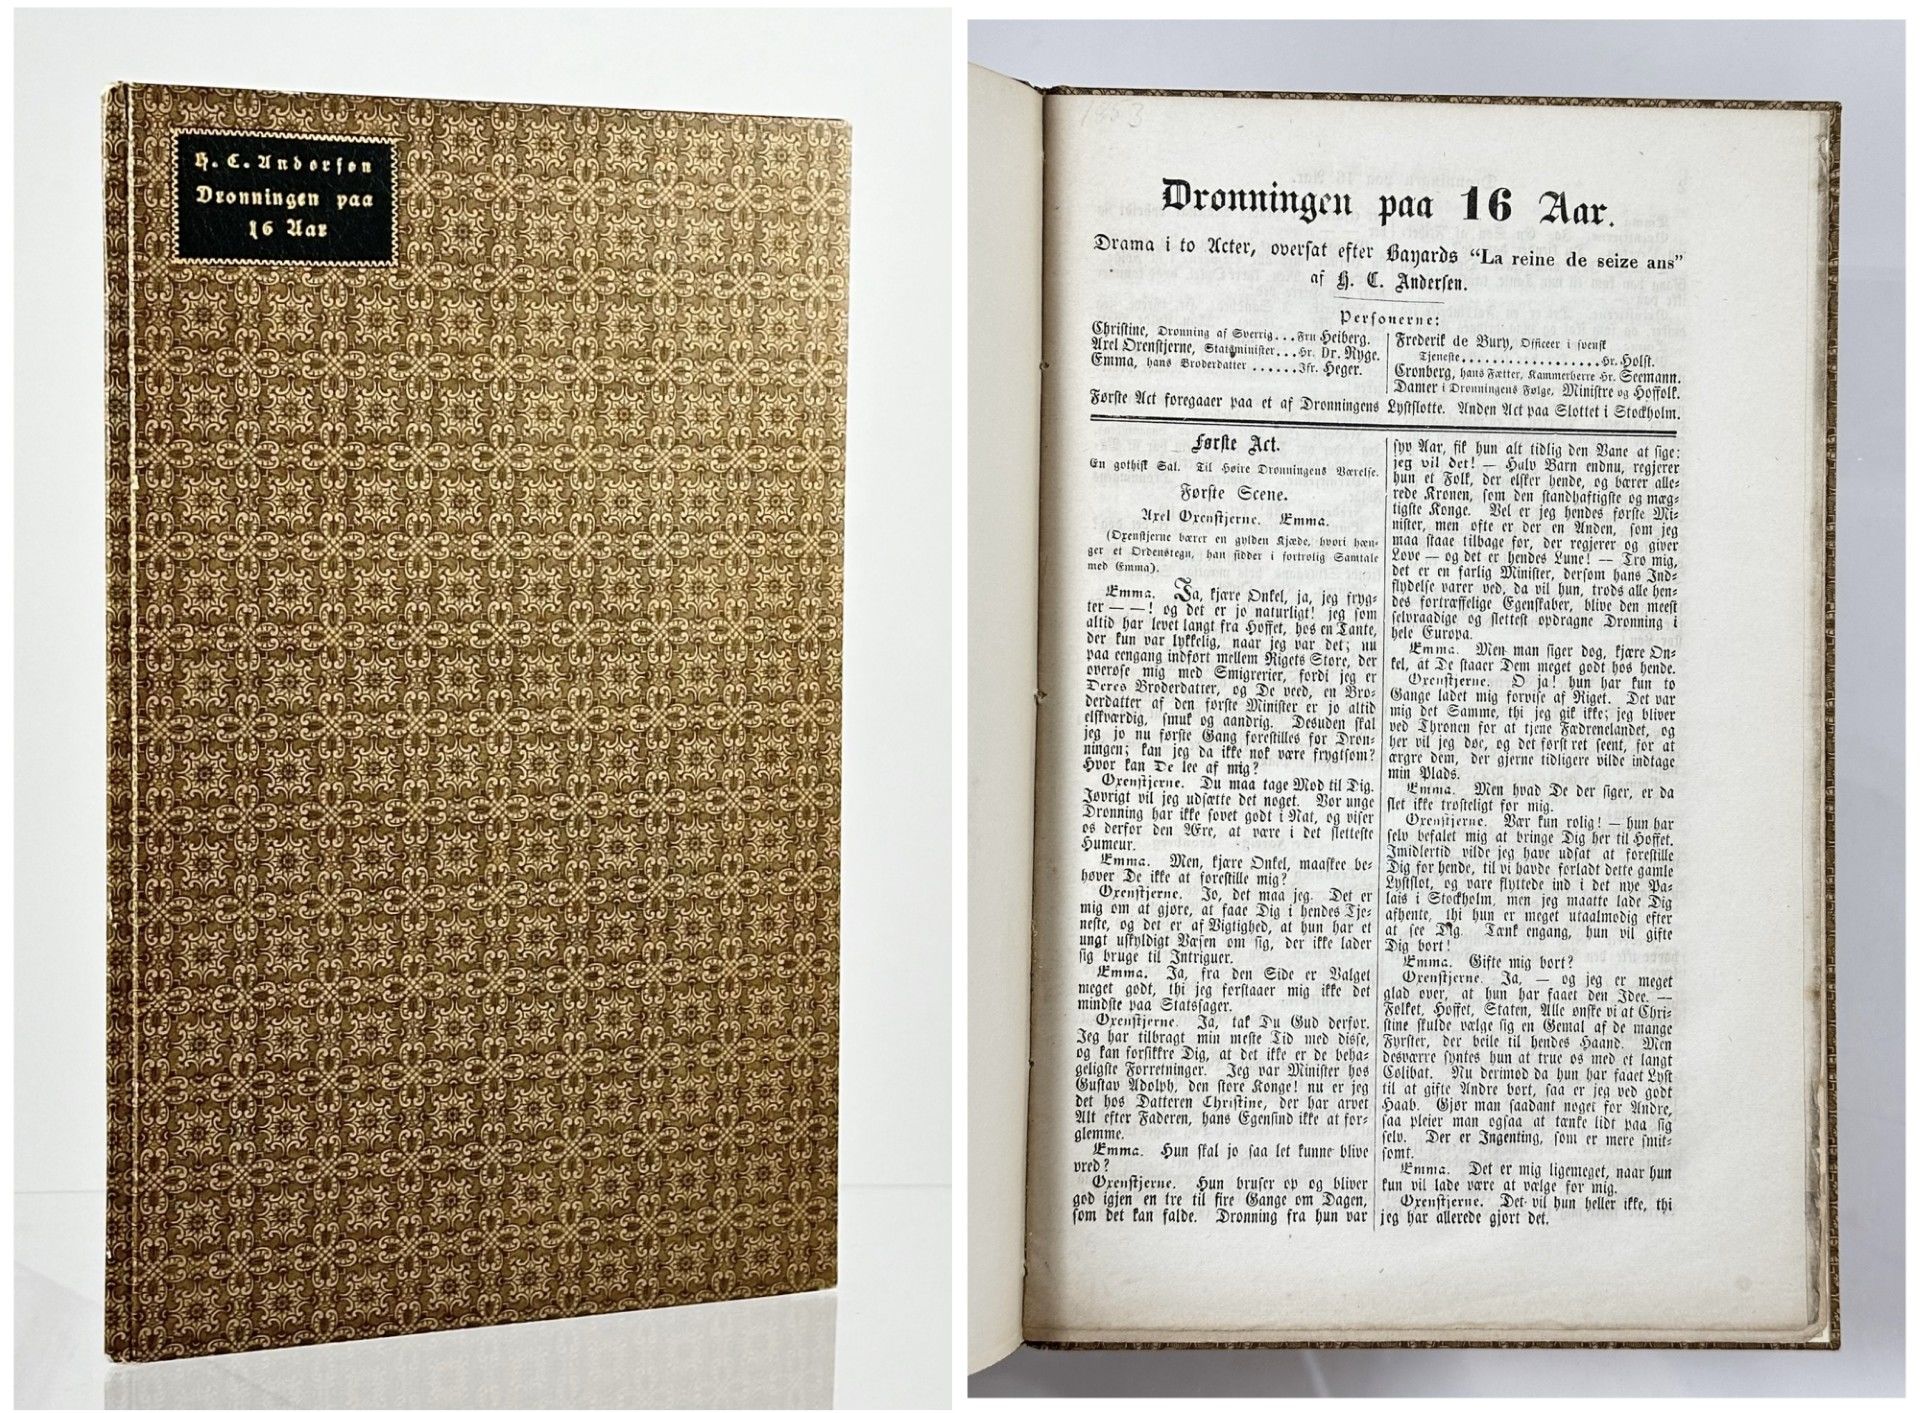 H. C. Andersen
Dronningen paa
16 Aar
1853
Dronningen paa 16 Aar.
Drama i to Acter, oversat efter Bayards “La reine de seize ans”
af H. C. Andersen.
Personerne:
Christine, Dronning af Sverrig...Fru Heiberg.
Axel Oxenstjerne, Statsminister...Hr. Dr. Ryge.
Emma, hans Broderdatter ......Jfr. Heger.
Frederik de Bury, Officeer i svensk
Tjeneste.................Hr. Holst.
Cronberg, hans Fætter, Kammerherre Hr. Seemann.
Damer i Dronningens Følge, Ministre og Hoffolk.
Første Act foregaaer paa et af Dronningens Lystslotte. Anden Act paa Slottet i Stockholm.
Første Act.
En gothisk Sal. Til Høire Dronningens Værelse.
Første Scene.
Axel Oxenstjerne. Emma.
(Oxenstjerne bærer en gylden Kjæde, hvori hæn-
ger et Ordenstegn, han sidder i fortrolig Samtale
med Emma).
Emma. Ja, kjære Onkel, ja, jeg fryg-
ter — —! og det er jo naturligt! jeg som
altid har levet langt fra Hoffet, hos en Tante,
der kun var lykkelig, naar jeg var det; nu
paa eengang indført mellem Rigets Store, der
overøse mig med Smigrerier, fordi jeg er
Deres Broderdatter, og De veed, en Bro-
derdatter af den første Minister er jo altid
elskværdig, smuk og aandrig. Desuden skal
jeg jo nu første Gang forestilles for Dron-
ningen; kan jeg da ikke nok være frygtsom?
Hvor kan De lee af mig?
Oxenstjerne. Du maa tage Mod til Dig.
Iøvrigt vil jeg udsætte det noget. Vor unge
Dronning har ikke sovet godt i Nat, og viser
os derfor den Ære, at være i det sletteste
Humeur.
Emma. Men, kjære Onkel, maaskee be-
høver De ikke at forestille mig?
Oxenstjerne. Jo, det maa jeg. Det er
mig om at gjøre, at faae Dig i hendes Tje-
neste, og det er af Vigtighed, at hun har et
ungt uskyldigt Væsen om sig, der ikke lader
sig bruge til Intriguer.
Emma. Ja, fra den Side er Valget
meget godt, thi jeg forstaaer mig ikke det
mindste paa Statssager.
Oxenstjerne. Ja, tak Du Gud derfor.
Jeg har tilbragt min meste Tid med disse,
og kan forsikkre Dig, at det ikke er de beha-
geligste Forretninger. Jeg var Minister hos
Gustav Adolph, den store Konge! nu er jeg
det hos Datteren Christine, der har arvet
Alt efter Faderen, hans Egensind ikke at for-
glemme.
Emma. Hun skal jo saa let kunne blive
vred?
Oxenstjerne. Hun bruser op og bliver
god igjen en tre til fire Gange om Dagen,
som det kan falde. Dronning fra hun var
syv Aar, fik hun alt tidlig den Vane at sige:
jeg vil det! — Halv Barn endnu, regjerer
hun et Folk, der elsker hende, og bærer alle-
rede Kronen, som den standhaftigste og mæg-
tigste Konge. Vel er jeg hendes første Mi-
nister, men ofte er der en Anden, som jeg
maa staae tilbage for, der regjerer og giver
Love — og det er hendes Lune! — Tro mig,
det er en farlig Minister, dersom hans Ind-
flydelse varer ved, da vil hun, trods alle hen-
des fortræffelige Egenskaber, blive den meest
selvraadige og slettest opdragne Dronning i
hele Europa.
Emma. Men man siger dog, kjære On-
kel, at De staaer Dem meget godt hos hende.
Oxenstjerne. O ja! hun har kun to
Gange ladet mig forvise af Riget. Det var
mig det Samme, thi jeg gik ikke; jeg bliver
ved Thronen for at tjene Fædrenelandet, og
her vil jeg døe, og det først ret seent, for at
ærgre dem, der gjerne tidligere vilde indtage
min Plads.
Emma. Men hvad De der siger, er da
slet ikke trøsteligt for mig.
Oxenstjerne. Vær kun rolig! — hun har
selv befalet mig at bringe Dig her til Hoffet.
Imidlertid vilde jeg have udsat at forestille
Dig for hende, til vi havde forladt dette gamle
Lystslot, og vare flyttede ind i det nye Pa-
lais i Stockholm, men jeg maatte lade Dig
afhente, thi hun er meget utaalmodig efter
at see Dig. Tænk engang, hun vil gifte
Dig bort!
Emma. Gifte mig bort?
Oxenstjerne. Ja, — og jeg er meget
glad over, at hun har faaet den Idee. —
Folket, Hoffet, Staten, Alle ønske vi at Chri-
stine skulde vælge sig en Gemal af de mange
Fyrster, der beile til hendes Haand. Men
desværre syntes hun at true os med et langt
Colibat. Nu derimod da hun har faaet Lyst
til at gifte Andre bort, saa er jeg ved godt
Haab. Gjør man saadant noget for Andre,
saa pleier man ogsaa at tænke lidt paa sig
selv. Der er Ingenting, som er mere smit-
somt.
Emma. Det er mig ligemeget, naar hun
kun vil lade være at vælge for mig.
Oxenstjerne. Det vil hun heller ikke, thi
jeg har allerede gjort det.